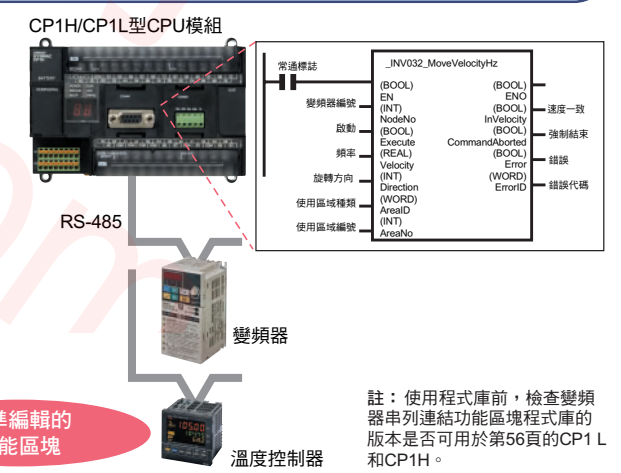 CP1H/CP1L型CPU模組
常通標誌
_INV032_MoveVelocityHz
(BOOL)
EN
(BOOL)
ENO
變頻器編號
(INT)
NodeNo
(BOOL)
InVelocity
速度一致
啟動
(BOOL)
Execute
(BOOL)
CommandAborted
強制結束
頻率
(REAL)
Velocity
(BOOL)
Error
錯誤
旋轉方向
(INT)
Direction
(WORD)
ErrorID
錯誤代碼
使用區域種類
(WORD)
AreaID
使用區域編號
(INT)
AreaNo
RS-485
變頻器
編輯的
能區塊
溫度控制器
註：使用程式庫前，檢查變頻
器串列連結功能區塊程式庫的
版本是否可用於第56頁的CP1 L
和CP1H。